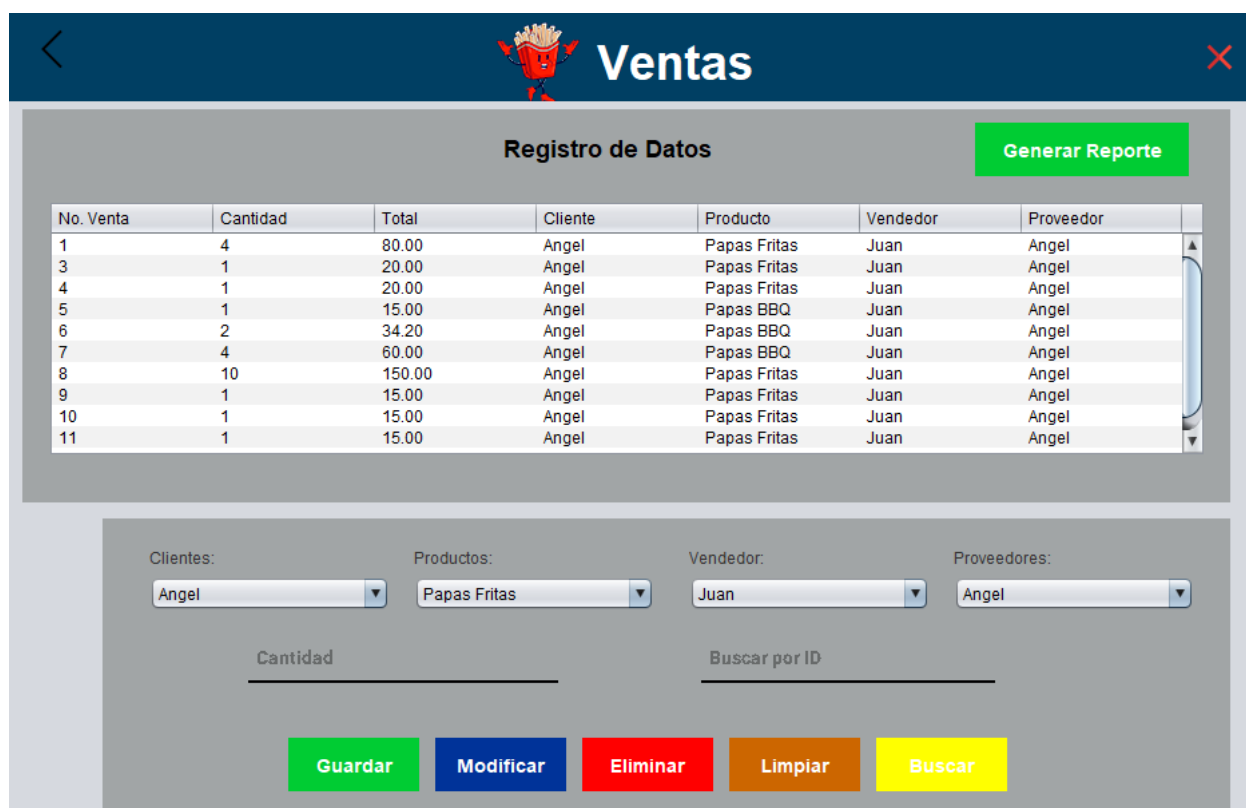 Ventas
Registro de Datos
Generar Reporte
No. Venta Cantidad Total Cliente Producto Vendedor Proveedor
1 4 80.00 Angel Papas Fritas Juan Angel
3 1 20.00 Angel Papas Fritas Juan Angel
4 1 20.00 Angel Papas Fritas Juan Angel
5 1 15.00 Angel Papas BBQ Juan Angel
6 2 34.20 Angel Papas BBQ Juan Angel
7 4 60.00 Angel Papas BBQ Juan Angel
8 10 150.00 Angel Papas Fritas Juan Angel
9 1 15.00 Angel Papas Fritas Juan Angel
10 1 15.00 Angel Papas Fritas Juan Angel
11 1 15.00 Angel Papas Fritas Juan Angel
Clientes: Productos: Vendedor: Proveedores:
Angel Papas Fritas Juan Angel
Cantidad Buscar por ID
Guardar Modificar Eliminar Limpiar Buscar